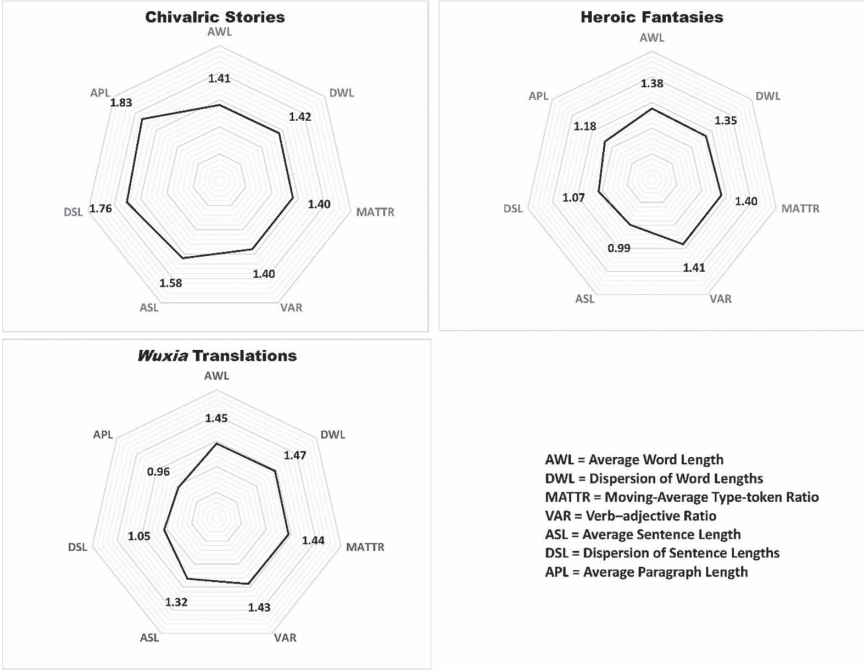 Chivalric Stories
AWL
1.41
DWL
1.42
MATTR
1.40
VAR
1.40
ASL
1.58
DSL
1.76
APL
1.83
Heroic Fantasies
AWL
1.38
DWL
1.35
MATTR
1.40
VAR
1.41
ASL
0.99
DSL
1.07
APL
1.18
Wuxia Translations
AWL
1.45
DWL
1.47
MATTR
1.44
VAR
1.43
ASL
1.32
DSL
1.05
APL
0.96
AWL = Average Word Length
DWL = Dispersion of Word Lengths
MATTR = Moving-Average Type-token Ratio
VAR = Verb–adjective Ratio
ASL = Average Sentence Length
DSL = Dispersion of Sentence Lengths
APL = Average Paragraph Length